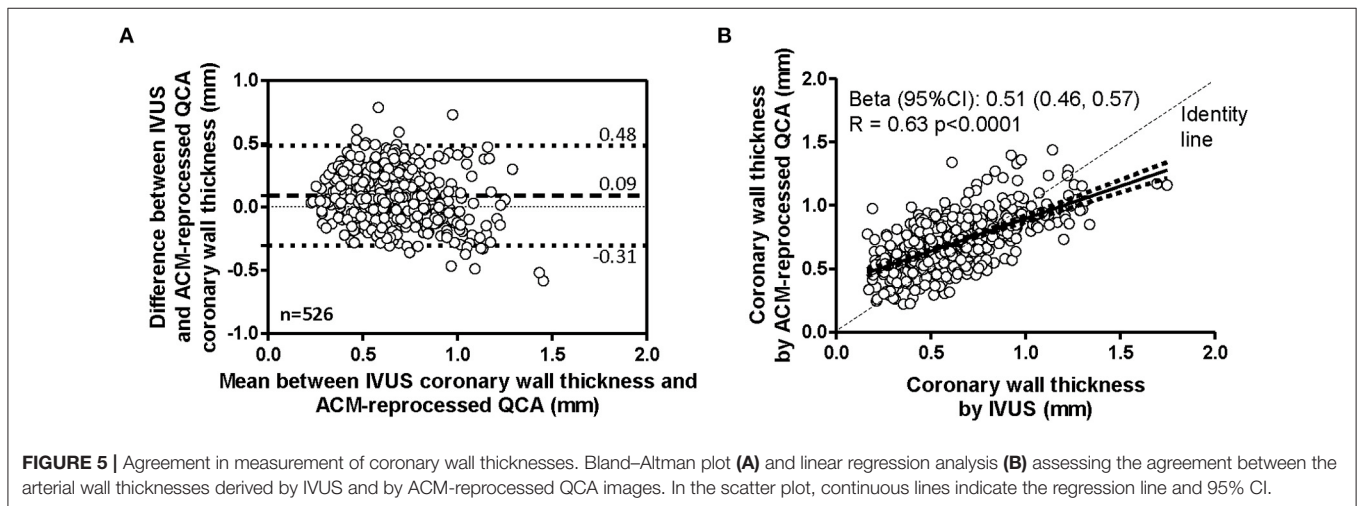 A
Difference between IVUS
and ACM-reprocessed QCA
coronary wall thickness (mm)
1.0
0.5
0.0
-0.5
-1.0
0.48
0.09
-0.31
n=526
0.0 0.5 1.0 1.5 2.0
Mean between IVUS coronary wall thickness and
ACM-reprocessed QCA (mm)
B
Coronary wall thickness
by ACM-reprocessed QCA (mm)
2.0
1.5
1.0
0.5
0.0
Beta (95%CI): 0.51 (0.46, 0.57)
R = 0.63 p<0.0001
Identity
line
0.0 0.5 1.0 1.5 2.0
Coronary wall thickness
by IVUS (mm)
FIGURE 5 | Agreement in measurement of coronary wall thicknesses. Bland–Altman plot (A) and linear regression analysis (B) assessing the agreement between the
arterial wall thicknesses derived by IVUS and by ACM-reprocessed QCA images. In the scatter plot, continuous lines indicate the regression line and 95% CI.